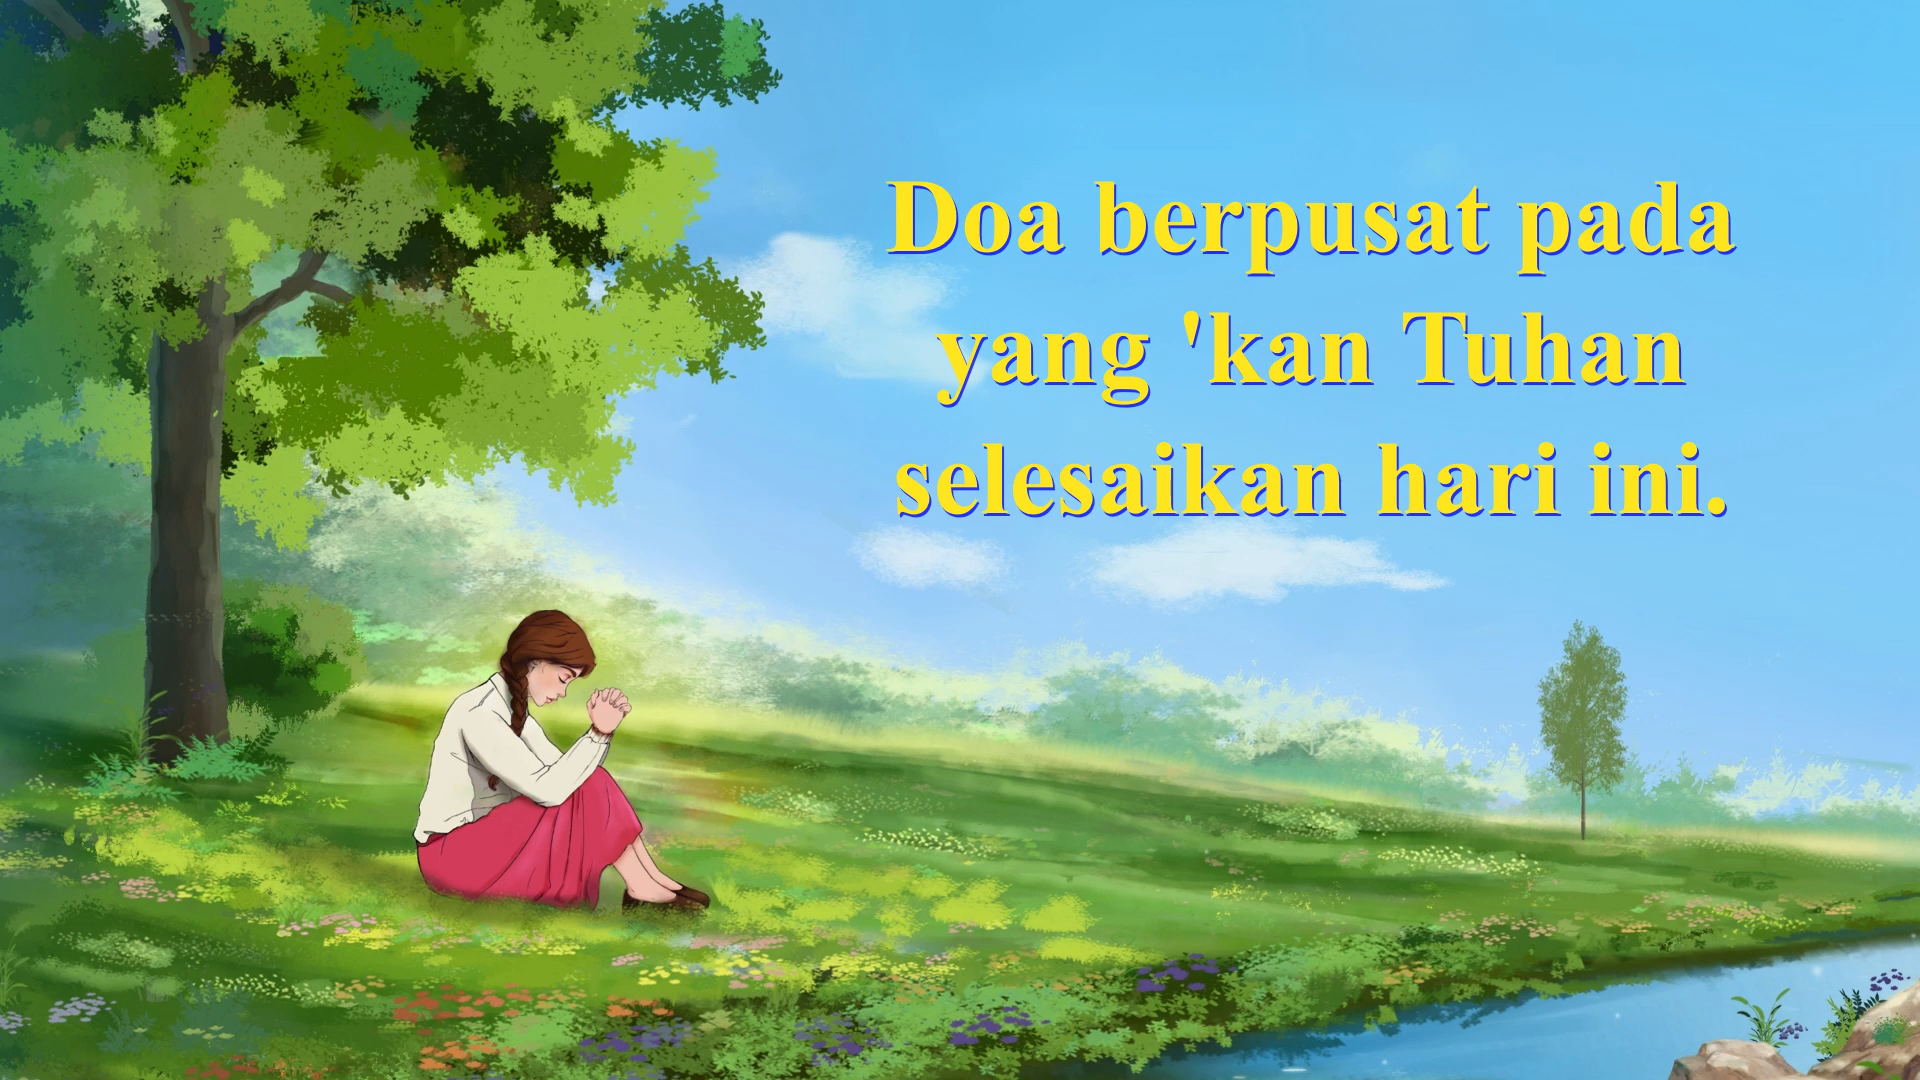 Doa berpusat pada
yang 'kan Tuhan
selesaikan hari ini.